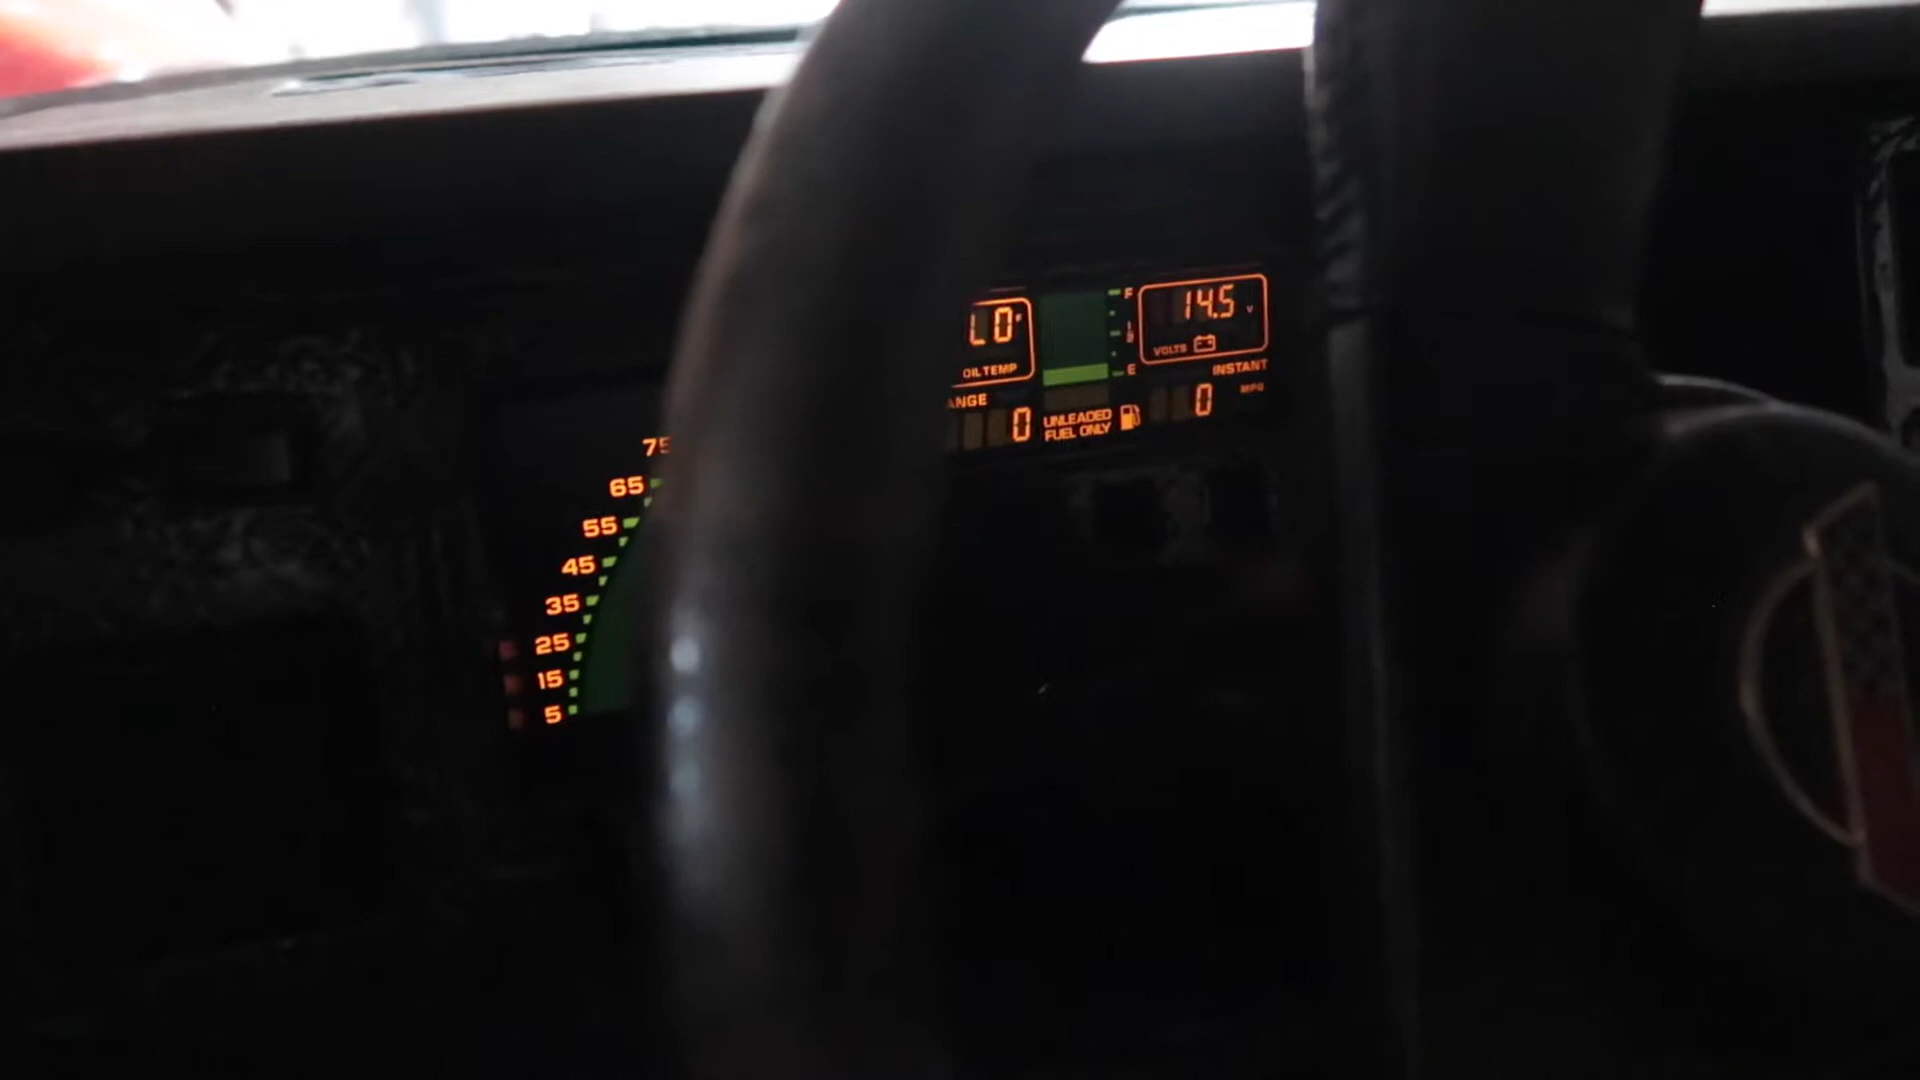 LO°
OIL TEMP
F
E
14.5 V
VOLTS
INSTANT
MPG
0
ANGE
0
UNLEADED
FUEL ONLY
75
65
55
45
35
25
15
5